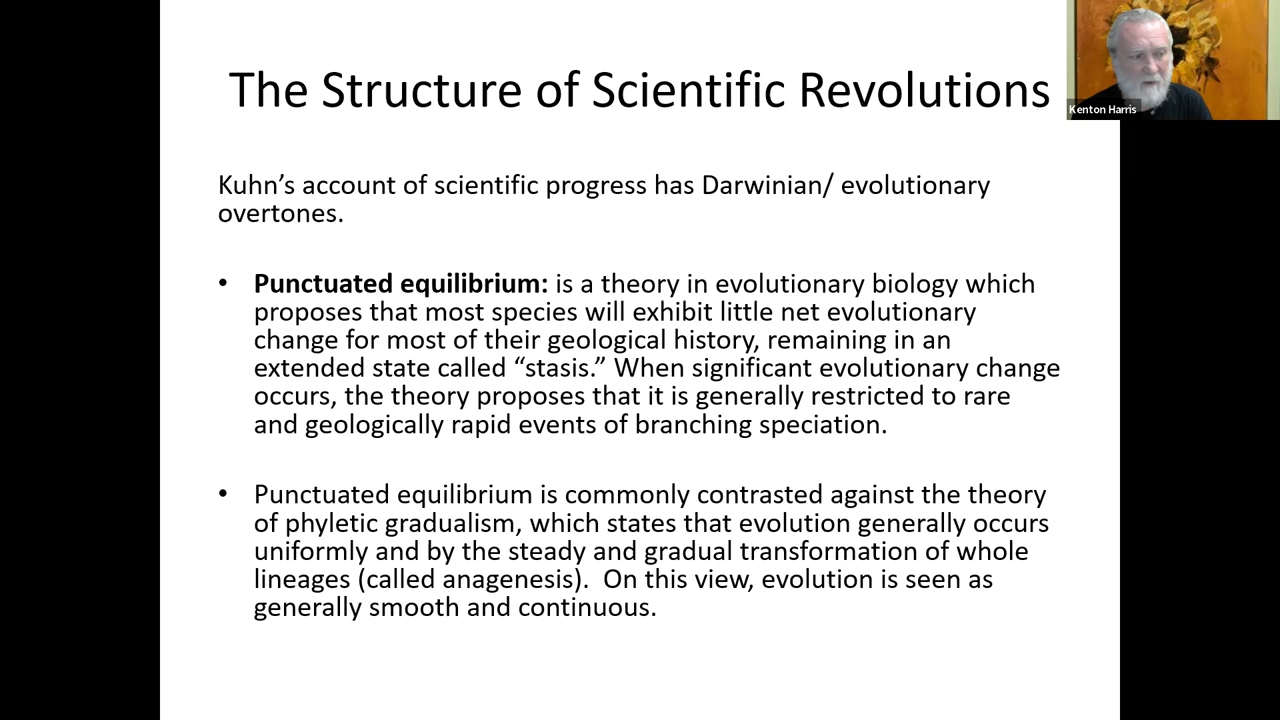 The Structure of Scientific Revolutions
Kenton Harris
Kuhn’s account of scientific progress has Darwinian/ evolutionary
overtones.
• Punctuated equilibrium: is a theory in evolutionary biology which
proposes that most species will exhibit little net evolutionary
change for most of their geological history, remaining in an
extended state called “stasis.” When significant evolutionary change
occurs, the theory proposes that it is generally restricted to rare
and geologically rapid events of branching speciation.
• Punctuated equilibrium is commonly contrasted against the theory
of phyletic gradualism, which states that evolution generally occurs
uniformly and by the steady and gradual transformation of whole
lineages (called anagenesis).  On this view, evolution is seen as
generally smooth and continuous.